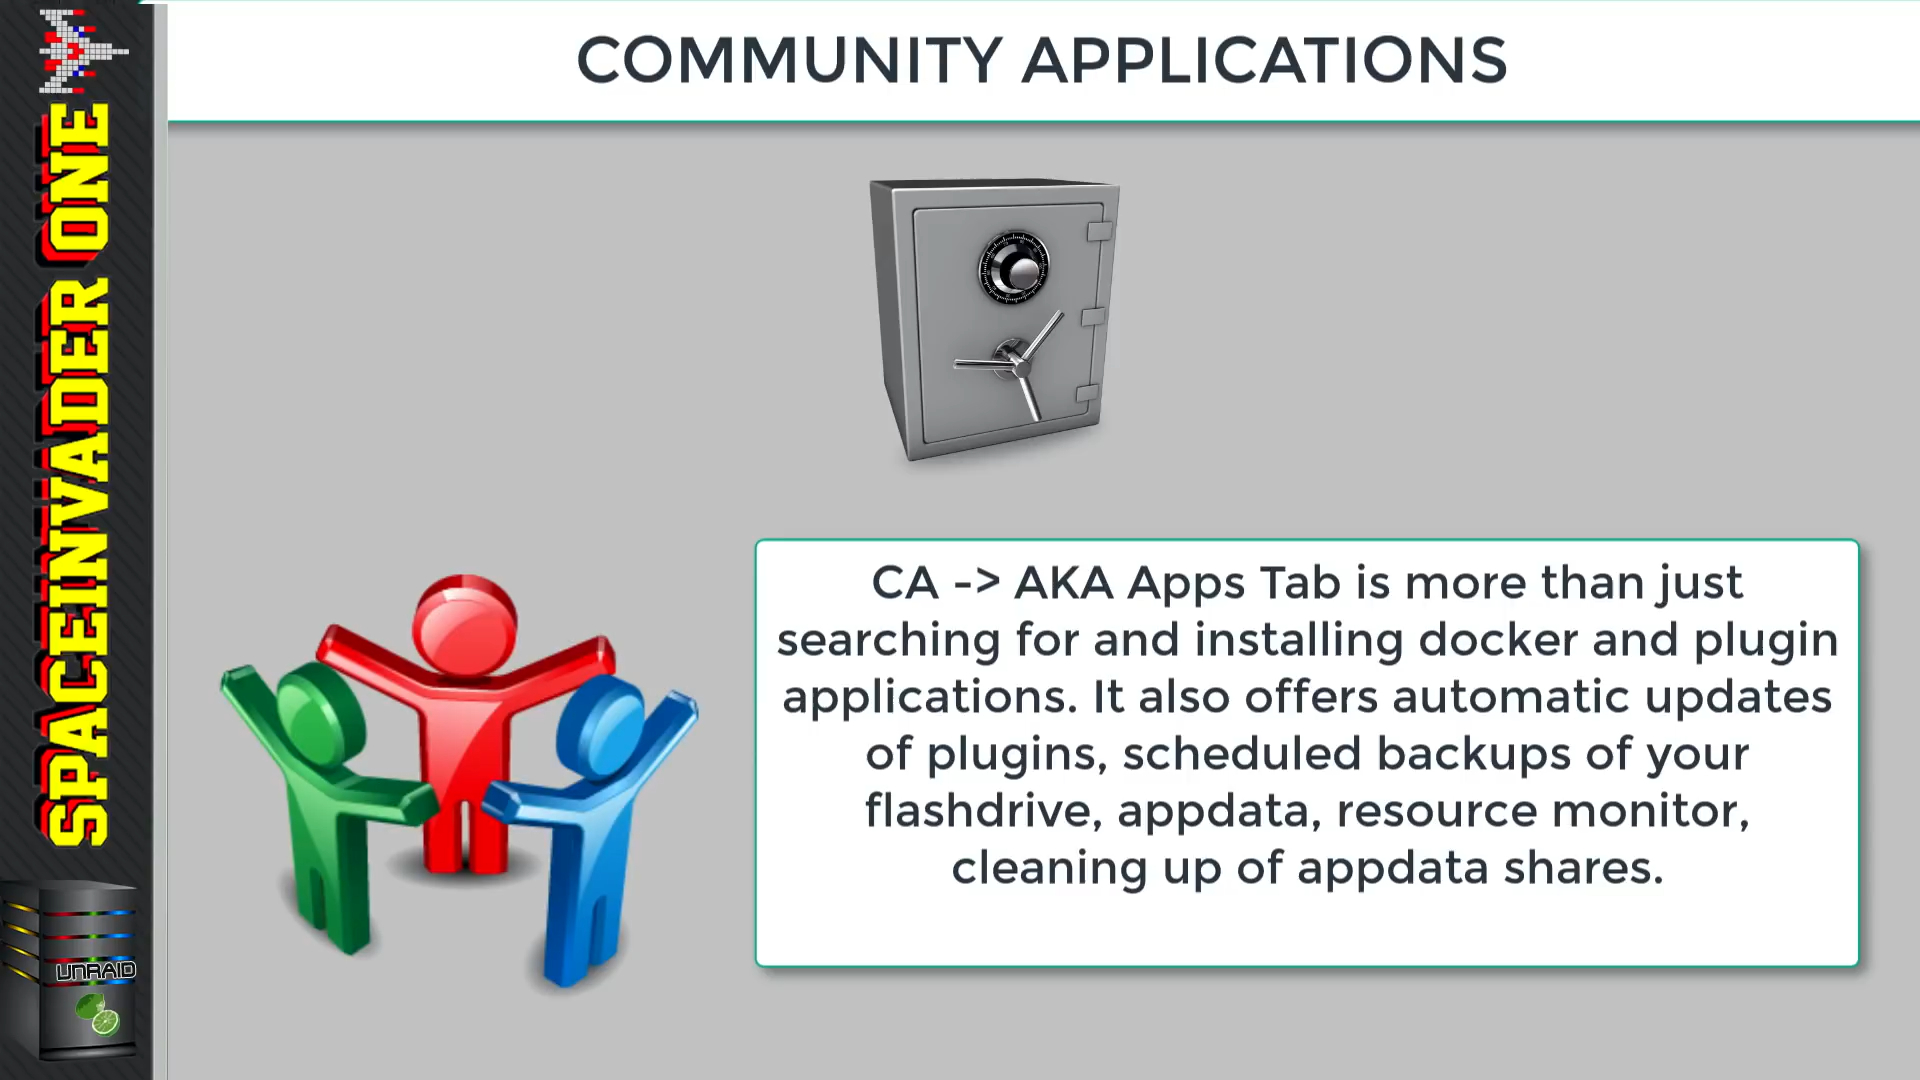 COMMUNITY APPLICATIONS
SPACEINVADER ONE
CA -> AKA Apps Tab is more than just
searching for and installing docker and plugin
applications. It also offers automatic updates
of plugins, scheduled backups of your
flashdrive, appdata, resource monitor,
cleaning up of appdata shares.
UNRAID